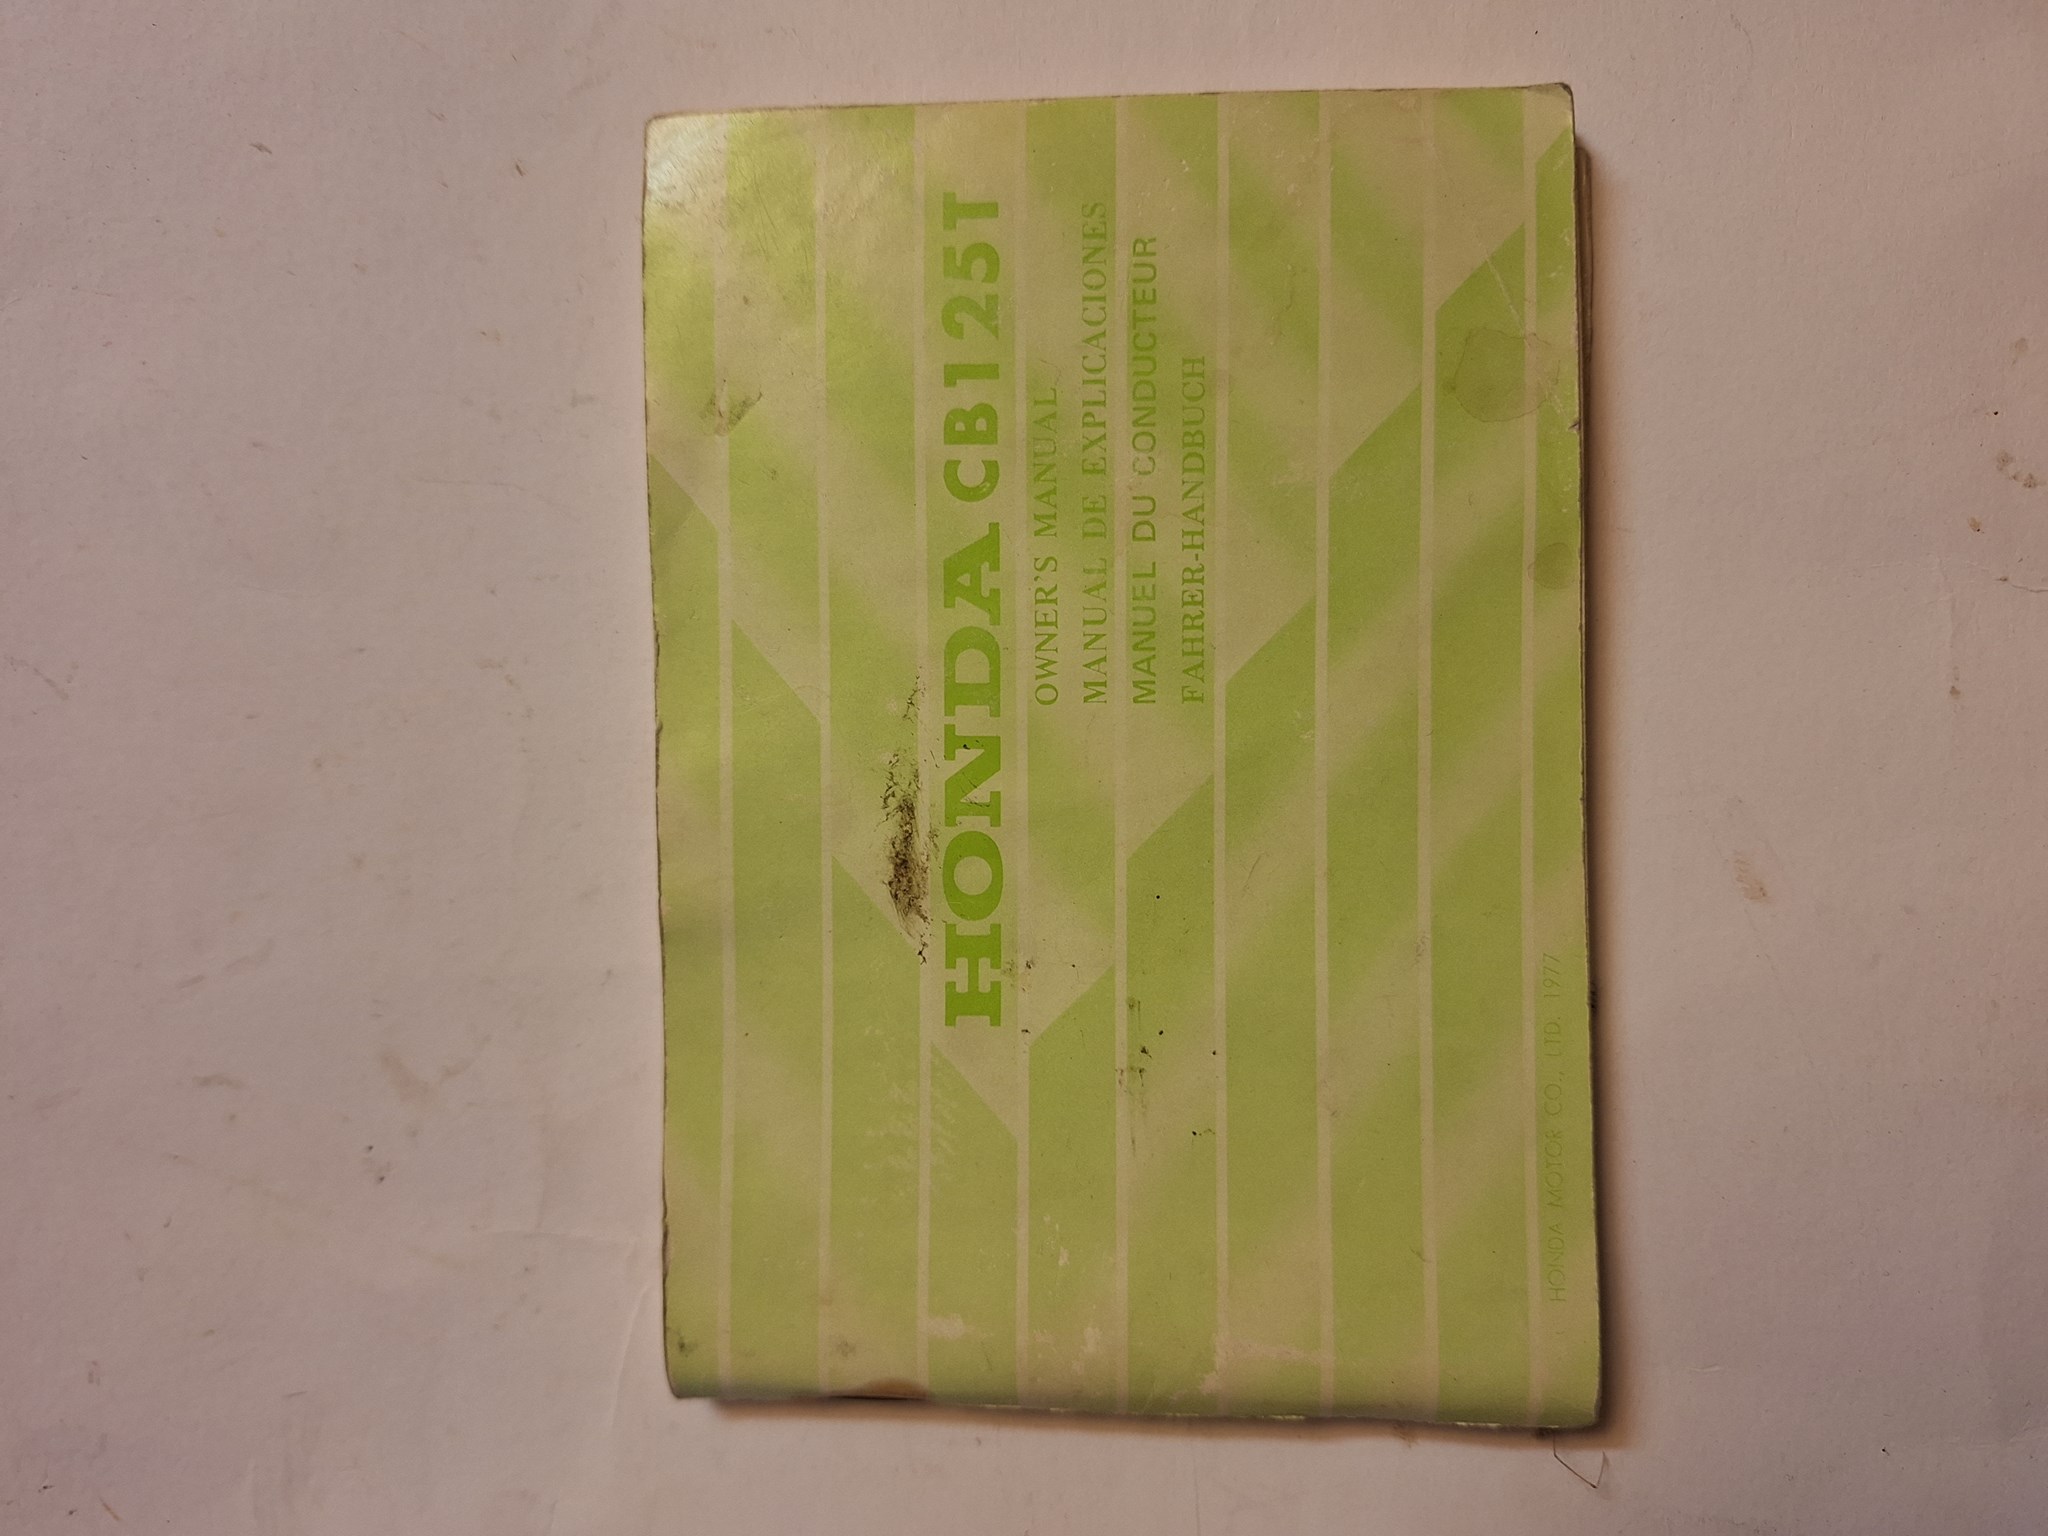 HONDA CB125T
OWNER'S MANUAL
MANUAL DE EXPLICACIONES
MANUEL DU CONDUCTEUR
FAHRER-HANDBUCH
HONDA MOTOR CO., LTD. 1977